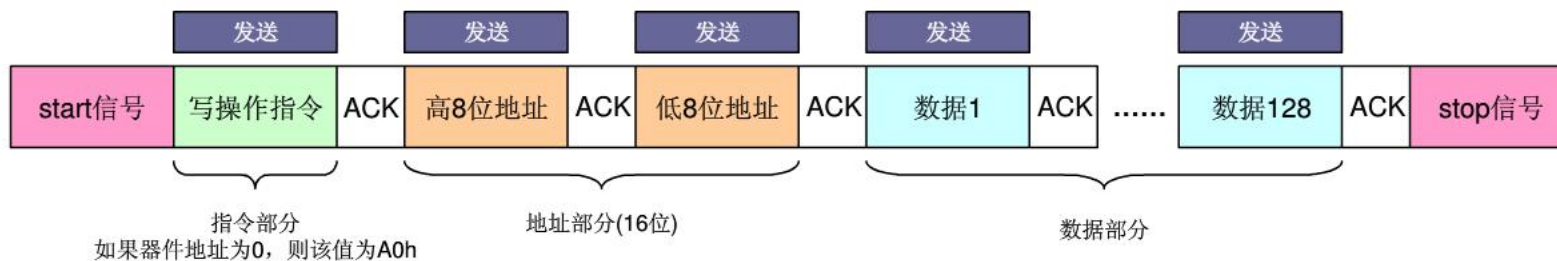 发送 发送 发送 发送 发送
start信号 写操作指令 ACK 高8位地址 ACK 低8位地址 ACK 数据1 ACK ...... 数据128 ACK stop信号
指令部分 地址部分(16位) 数据部分
如果器件地址为0，则该值为A0h